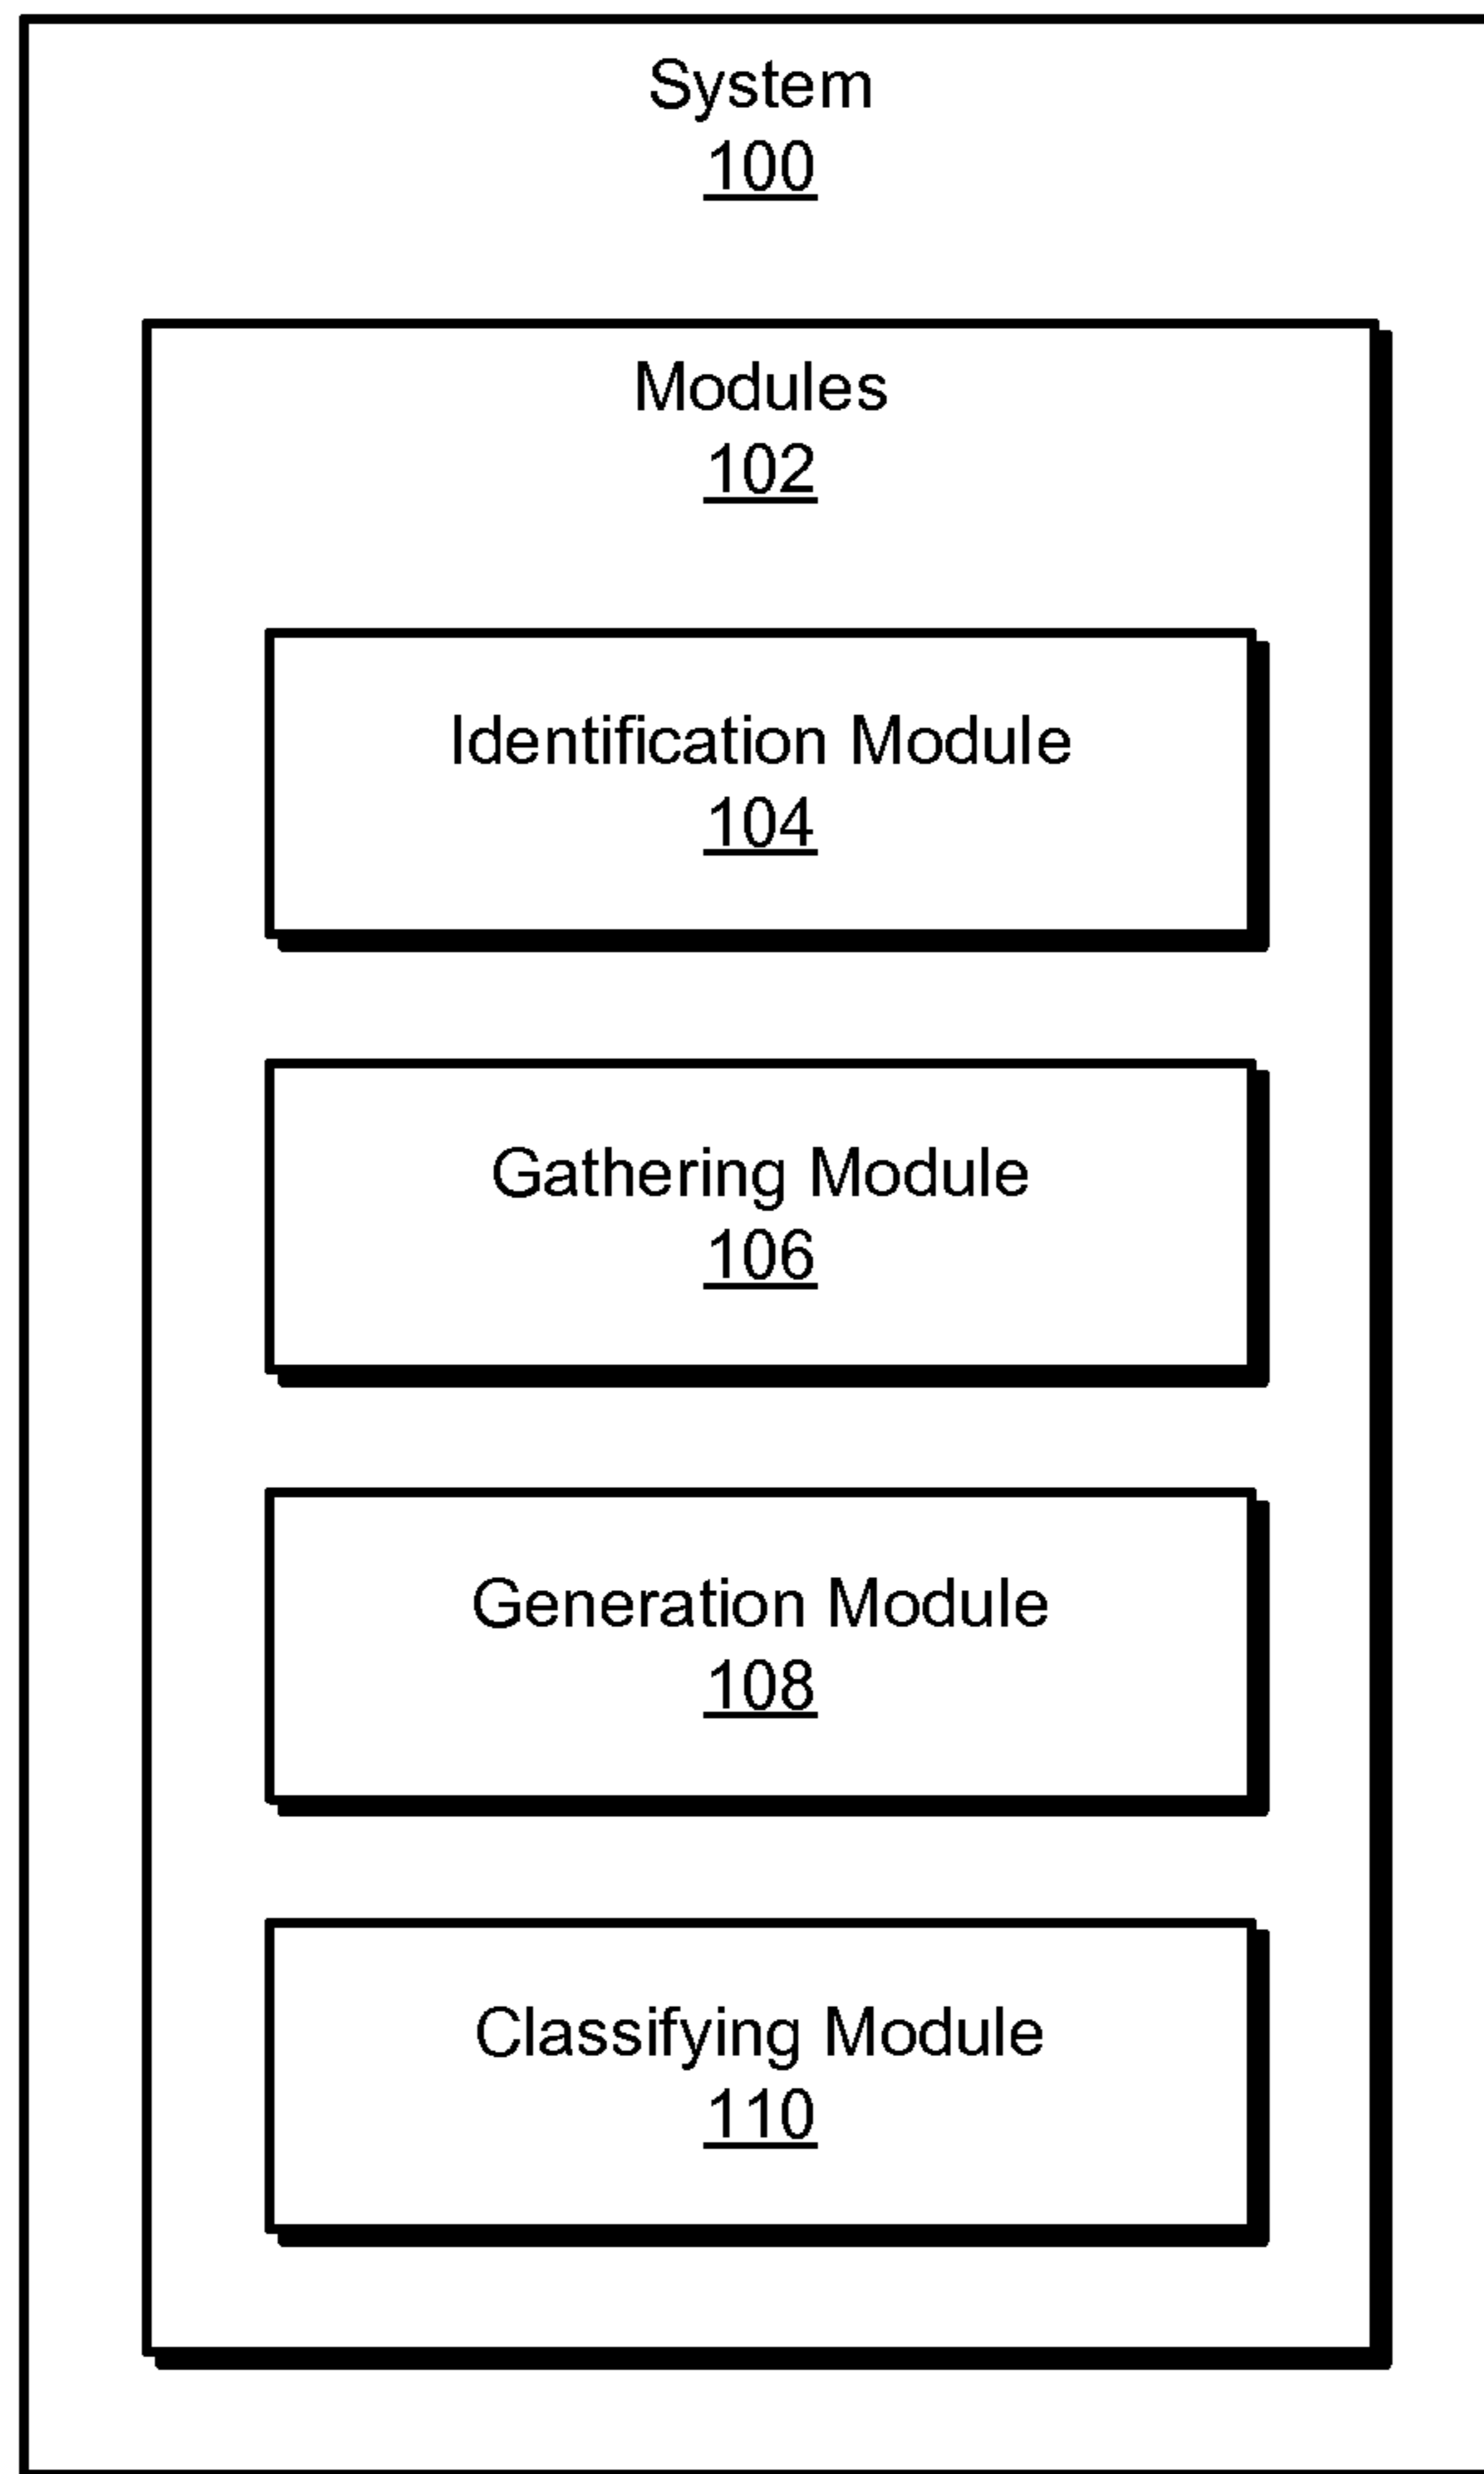 System
100
Modules
102
Identification Module
104
Gathering Module
106
Generation Module
108
Classifying Module
110